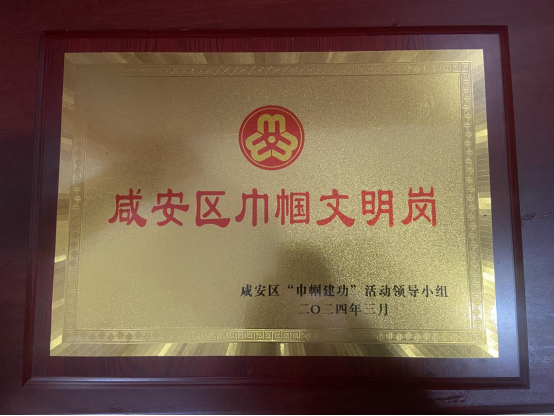 咸安区巾帼文明岗
咸安区“巾帼建功”活动领导小组
二〇二四年三月